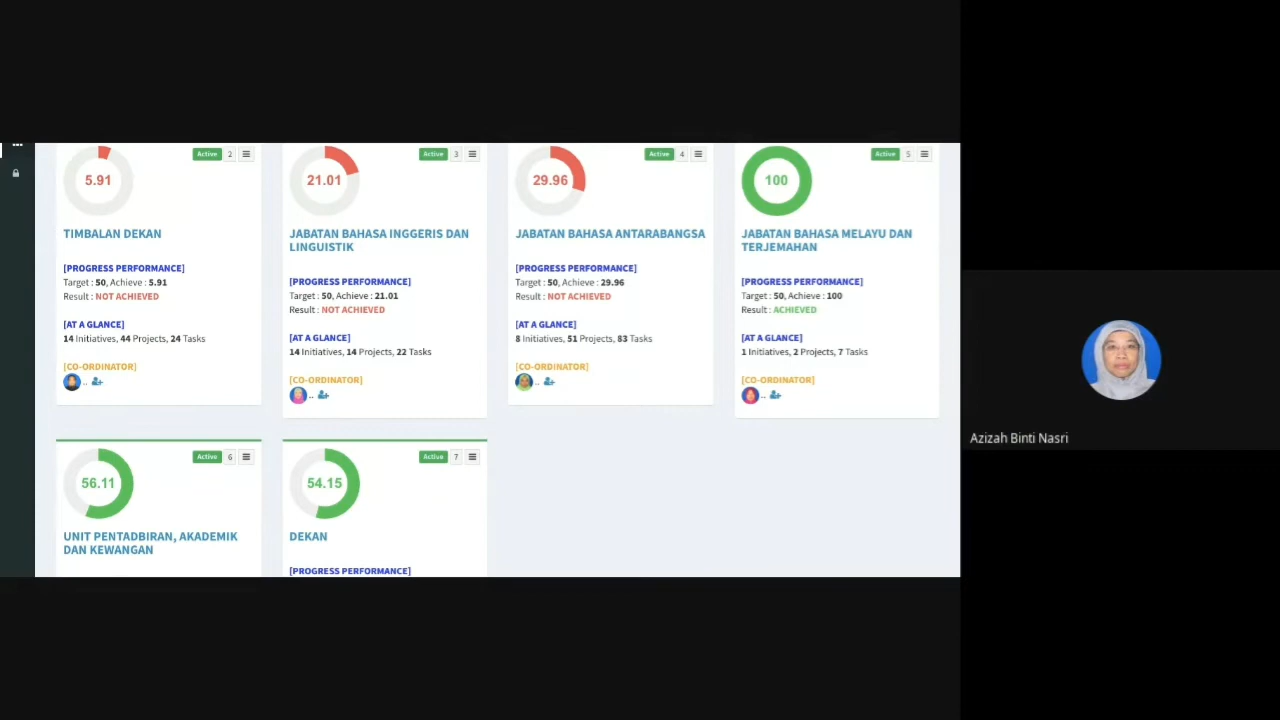 5.91
Active 2
TIMBALAN DEKAN
[PROGRESS PERFORMANCE]
Target : 50, Achieve : 5.91
Result : NOT ACHIEVED
[AT A GLANCE]
14 Initiatives, 44 Projects, 24 Tasks
[CO-ORDINATOR]
..
21.01
Active 3
JABATAN BAHASA INGGERIS DAN
LINGUISTIK
[PROGRESS PERFORMANCE]
Target : 50, Achieve : 21.01
Result : NOT ACHIEVED
[AT A GLANCE]
14 Initiatives, 14 Projects, 22 Tasks
[CO-ORDINATOR]
..
29.96
Active 4
JABATAN BAHASA ANTARABANGSA
[PROGRESS PERFORMANCE]
Target : 50, Achieve : 29.96
Result : NOT ACHIEVED
[AT A GLANCE]
8 Initiatives, 51 Projects, 83 Tasks
[CO-ORDINATOR]
..
100
Active 5
JABATAN BAHASA MELAYU DAN
TERJEMAHAN
[PROGRESS PERFORMANCE]
Target : 50, Achieve : 100
Result : ACHIEVED
[AT A GLANCE]
1 Initiatives, 2 Projects, 7 Tasks
[CO-ORDINATOR]
..
56.11
Active 6
UNIT PENTADBIRAN, AKADEMIK
DAN KEWANGAN
54.15
Active 7
DEKAN
[PROGRESS PERFORMANCE]
Azizah Binti Nasri